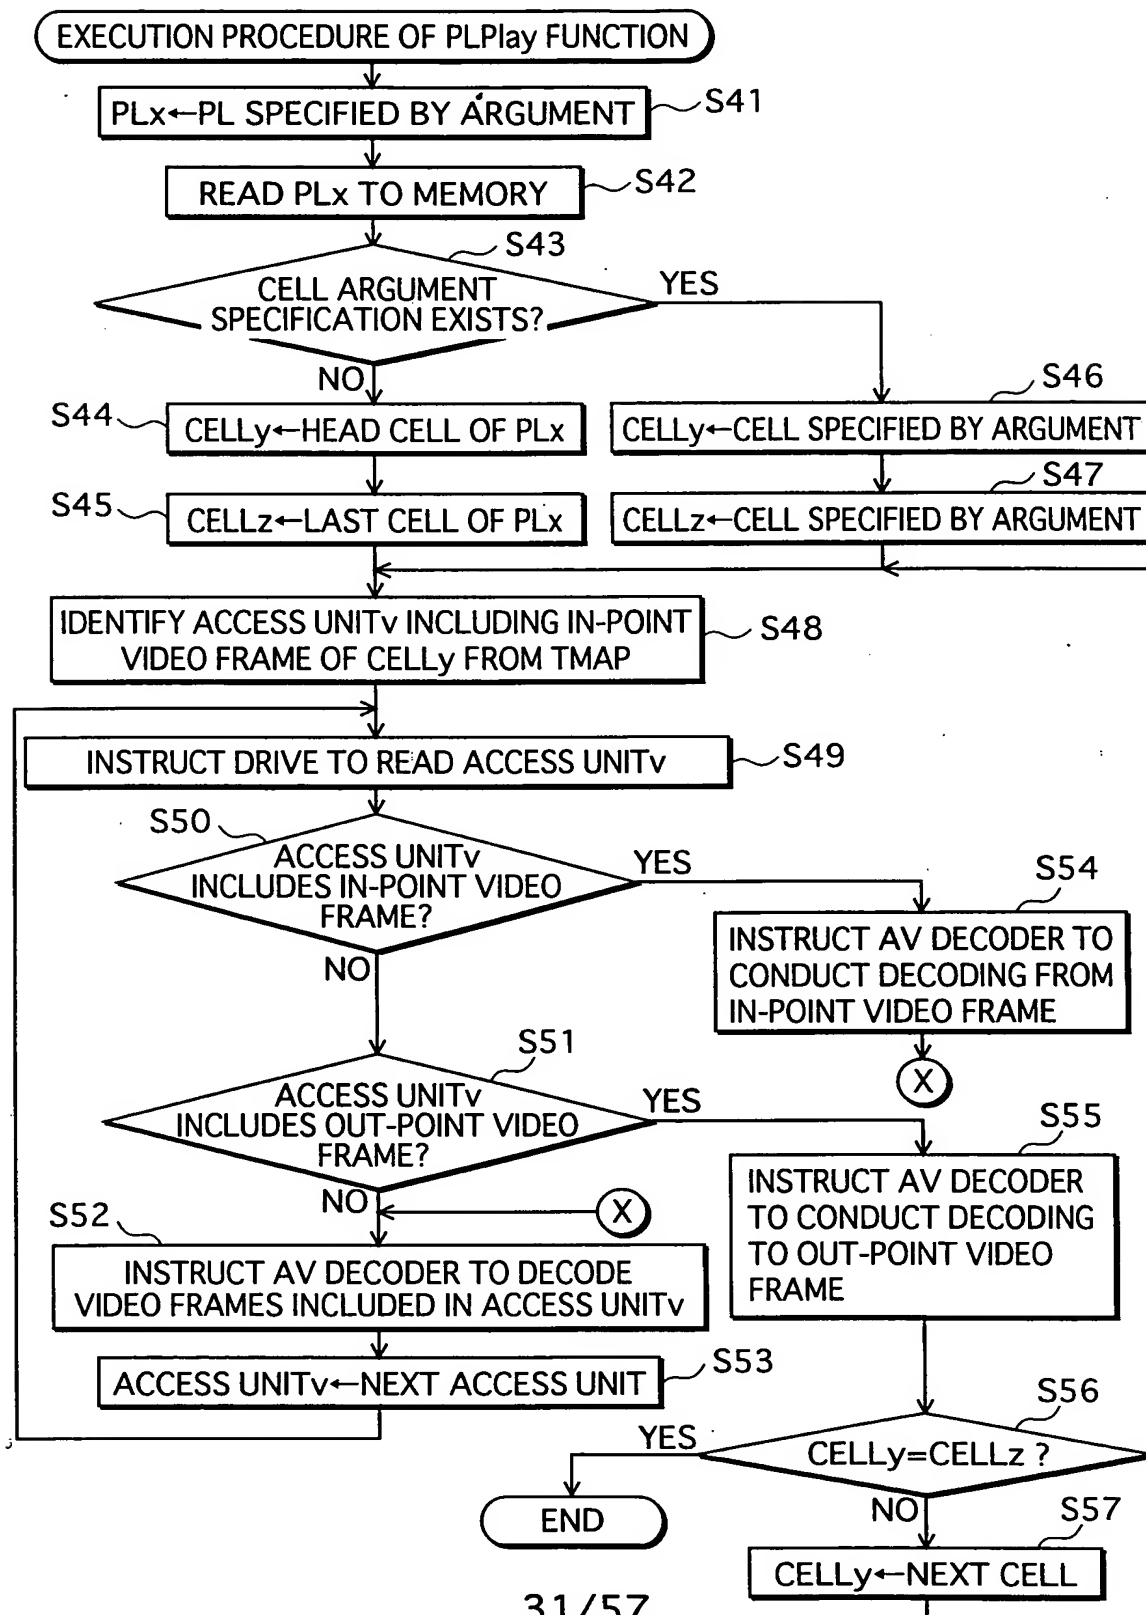 EXECUTION PROCEDURE OF PLPlay FUNCTION
PLx←PL SPECIFIED BY ARGUMENT
S41
READ PLx TO MEMORY
S42
S43
CELL ARGUMENT
SPECIFICATION EXISTS?
YES
NO
S44
CELLy←HEAD CELL OF PLx
S46
CELLy←CELL SPECIFIED BY ARGUMENT
S45
CELLz←LAST CELL OF PLx
S47
CELLz←CELL SPECIFIED BY ARGUMENT
IDENTIFY ACCESS UNITv INCLUDING IN-POINT
VIDEO FRAME OF CELLy FROM TMAP
S48
INSTRUCT DRIVE TO READ ACCESS UNITv
S49
S50
ACCESS UNITv
INCLUDES IN-POINT VIDEO
FRAME?
YES
NO
S54
INSTRUCT AV DECODER TO
CONDUCT DECODING FROM
IN-POINT VIDEO FRAME
X
S51
ACCESS UNITv
INCLUDES OUT-POINT VIDEO
FRAME?
YES
NO
X
S55
INSTRUCT AV DECODER
TO CONDUCT DECODING
TO OUT-POINT VIDEO
FRAME
S52
INSTRUCT AV DECODER TO DECODE
VIDEO FRAMES INCLUDED IN ACCESS UNITv
ACCESS UNITv←NEXT ACCESS UNIT
S53
S56
CELLy=CELLz ?
YES
NO
END
S57
CELLy←NEXT CELL
31/57